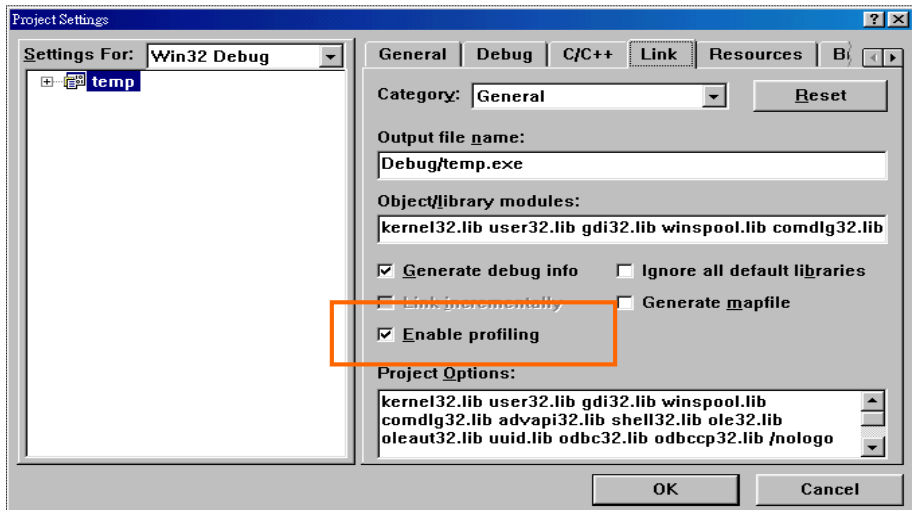 Project Settings
Settings For: Win32 Debug
temp
General Debug C/C++ Link Resources
Category: General
Reset
Output file name:
Debug/temp.exe
Object/library modules:
kernel32.lib user32.lib gdi32.lib winspool.lib comdlg32.lib
Generate debug info
Ignore all default libraries
Link incrementally
Generate mapfile
Enable profiling
Project Options:
kernel32.lib user32.lib gdi32.lib winspool.lib
comdlg32.lib advapi32.lib shell32.lib ole32.lib
oleaut32.lib uuid.lib odbc32.lib odbccp32.lib /nologo
OK Cancel